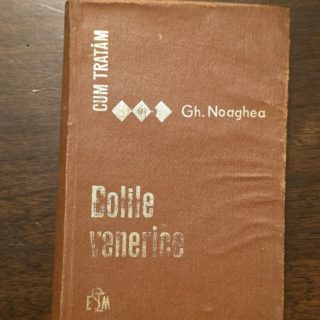 CUM TRATĂM
Gh. Noaghea
Bolile
venerice
E M